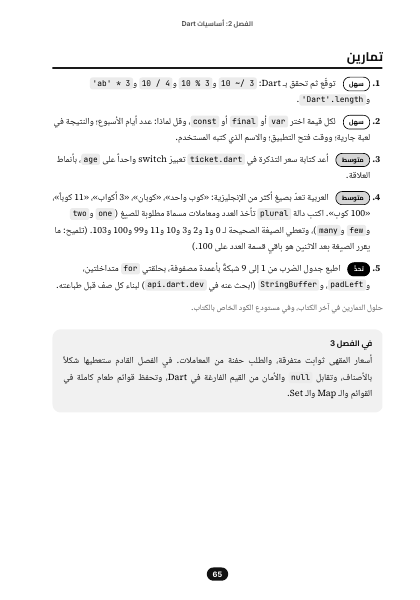 الفصل 2: أساسيات Dart
تمارين
1. سهل توقّع ثم تحقق بـ Dart: 10 ~/ 3 و 10 % 3 و 10 / 4 و 'ab' * 3
و 'Dart'.length.
2. سهل لكل قيمة اختر var أو final أو const، وقل لماذا: عدد أيام الأسبوع؛ والنتيجة في
لعبة جارية؛ ووقت فتح التطبيق؛ والاسم الذي كتبه المستخدم.
3. متوسط أعد كتابة سعر التذكرة في ticket.dart تعبيرَ switch واحداً على age، بأنماط
العلاقة.
4. متوسط العربية تعدّ بصيغ أكثر من الإنجليزية: «كوب واحد»، «كوبان»، «3 أكواب»، «11 كوباً»،
«100 كوب». اكتب دالة plural تأخذ العدد ومعاملات مسماة مطلوبة للصيغ (one و two
و few و many)، وتعطي الصيغة الصحيحة لـ 0 و1 و2 و3 و10 و11 و99 و100 و103. (تلميح: ما
يقرر الصيغة بعد الاثنين هو باقي قسمة العدد على 100.)
5. تحدٍّ اطبع جدول الضرب من 1 إلى 9 شبكةً بأعمدة مصفوفة، بحلقتي for متداخلتين،
و padLeft، و StringBuffer (ابحث عنه في api.dart.dev) لبناء كل صف قبل طباعته.
حلول التمارين في آخر الكتاب، وفي مستودع الكود الخاص بالكتاب.
في الفصل 3
أسعار المقهى ثوابت متفرقة، والطلب حفنة من المعاملات. في الفصل القادم ستعطيها شكلاً
بالأصناف، وتقابل null والأمان من القيم الفارغة في Dart، وتحفظ قوائم طعام كاملة في
القوائم والـ Map والـ Set.
65